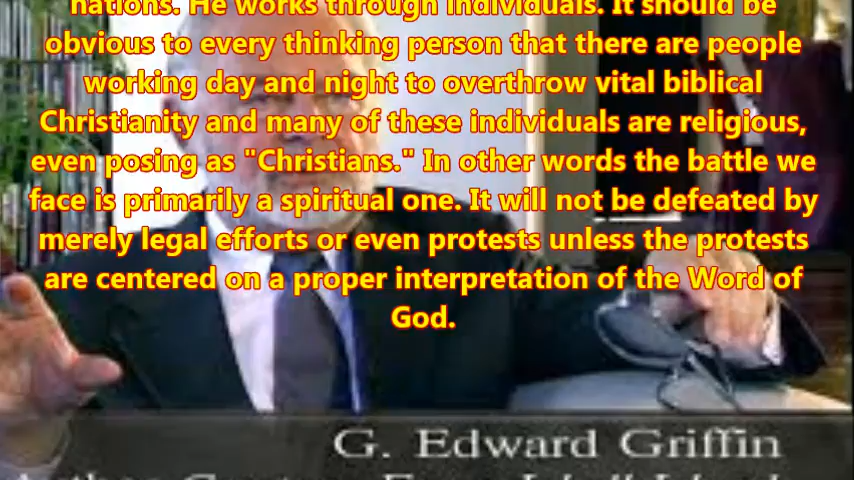 nations. He works through individuals. It should be
obvious to every thinking person that there are people
working day and night to overthrow vital biblical
Christianity and many of these individuals are religious,
even posing as "Christians." In other words the battle we
face is primarily a spiritual one. It will not be defeated by
merely legal efforts or even protests unless the protests
are centered on a proper interpretation of the Word of
God.
G. Edward Griffin